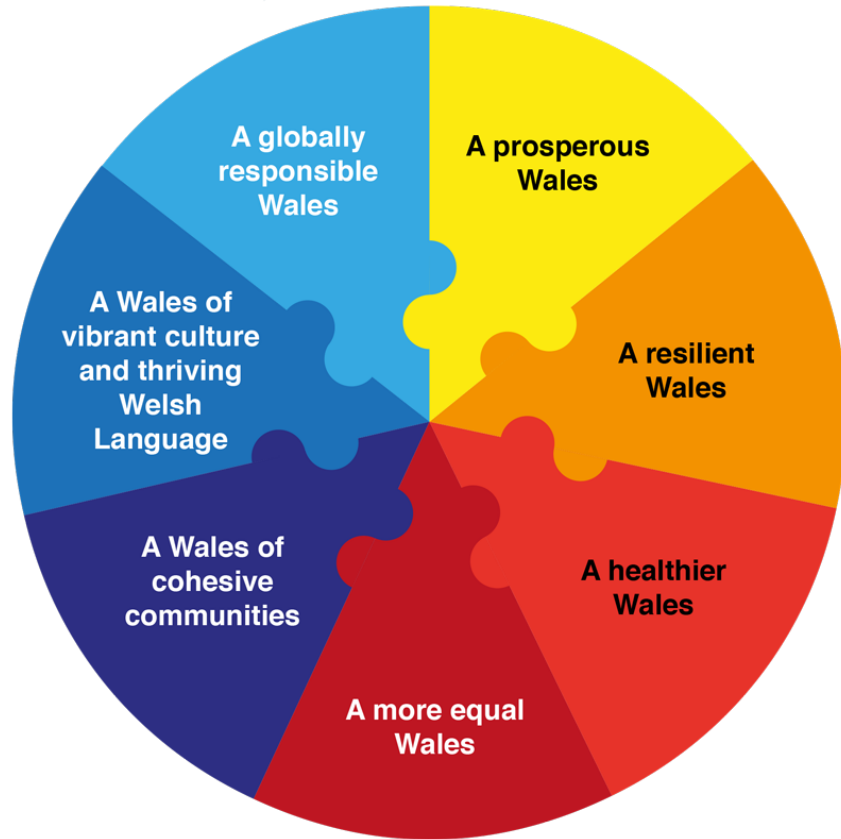 A prosperous
Wales
A resilient
Wales
A healthier
Wales
A more equal
Wales
A Wales of
cohesive
communities
A Wales of
vibrant culture
and thriving
Welsh
Language
A globally
responsible
Wales